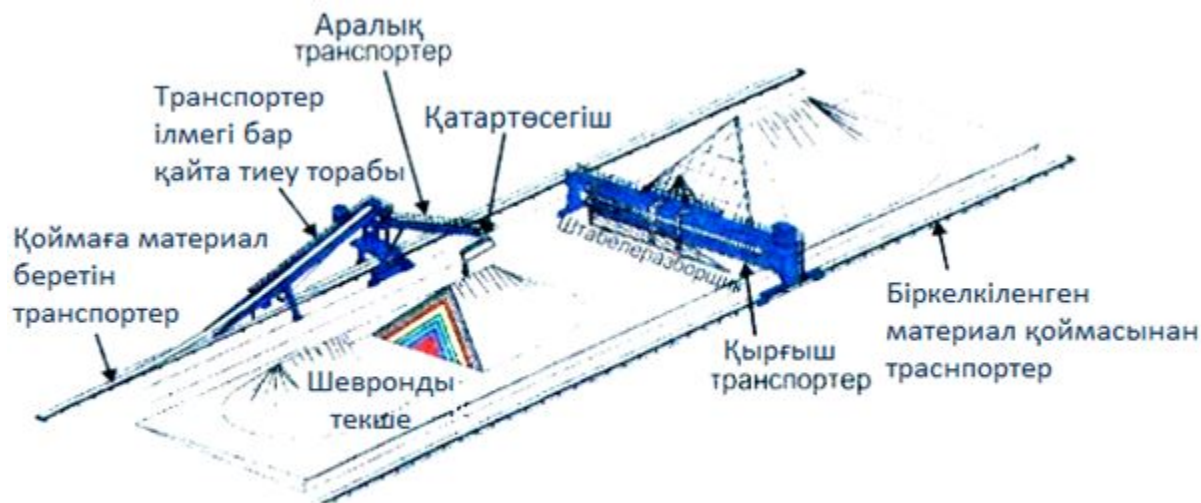 Аралық
транспортер
Транспортер
ілмегі бар
қайта тиеу торабы
Қатартөсегіш
Қоймаға материал
беретін
транспортер
Штабелеразборщик
Шевронды
текше
Қырғыш
транспортер
Біркелкіленген
материал қоймасынан
траснпортер